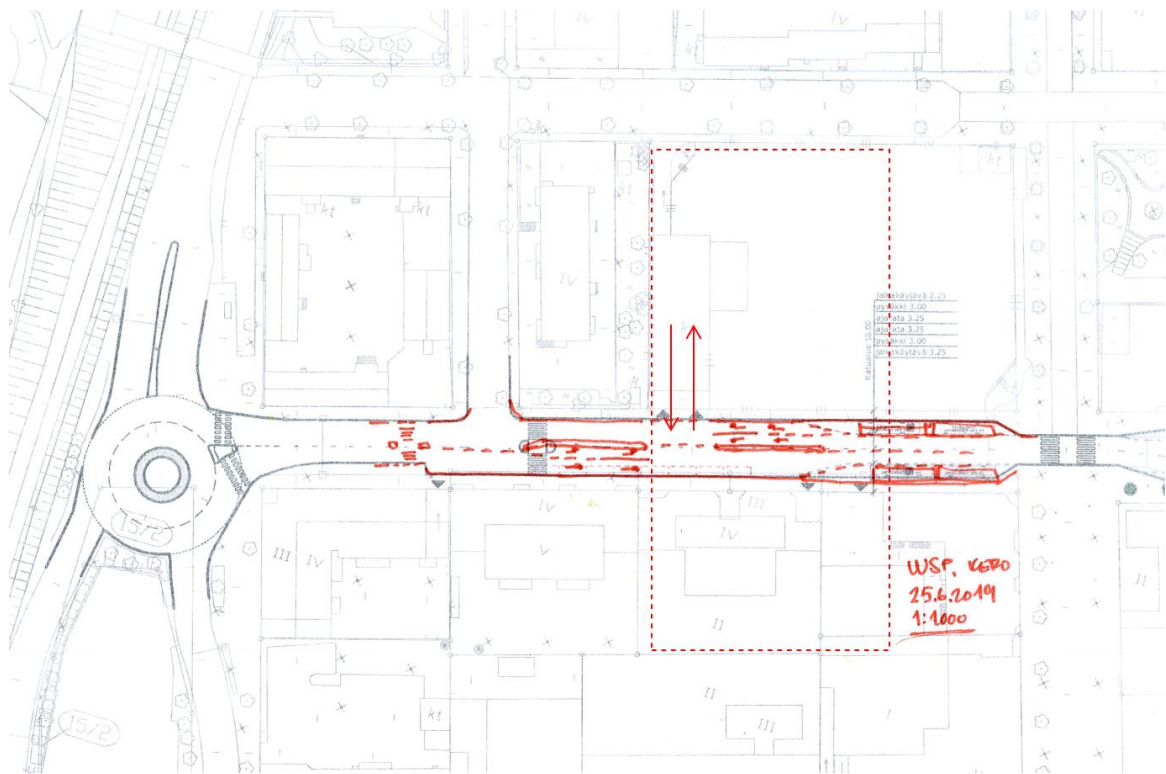 IV
kt
kt
kt
kt
IV
jalkakäytävä 2.25
pysäkki 3.00
ajorata 3.25
ajorata 3.25
pysäkki 3.00
jalkakäytävä 3.25
Katualue 18.00
15/2
III
IV
IV
V
III
IV
II
I
II
WSP, KERO
25.6.2019
1:1000
15/2
kt
II
III
I